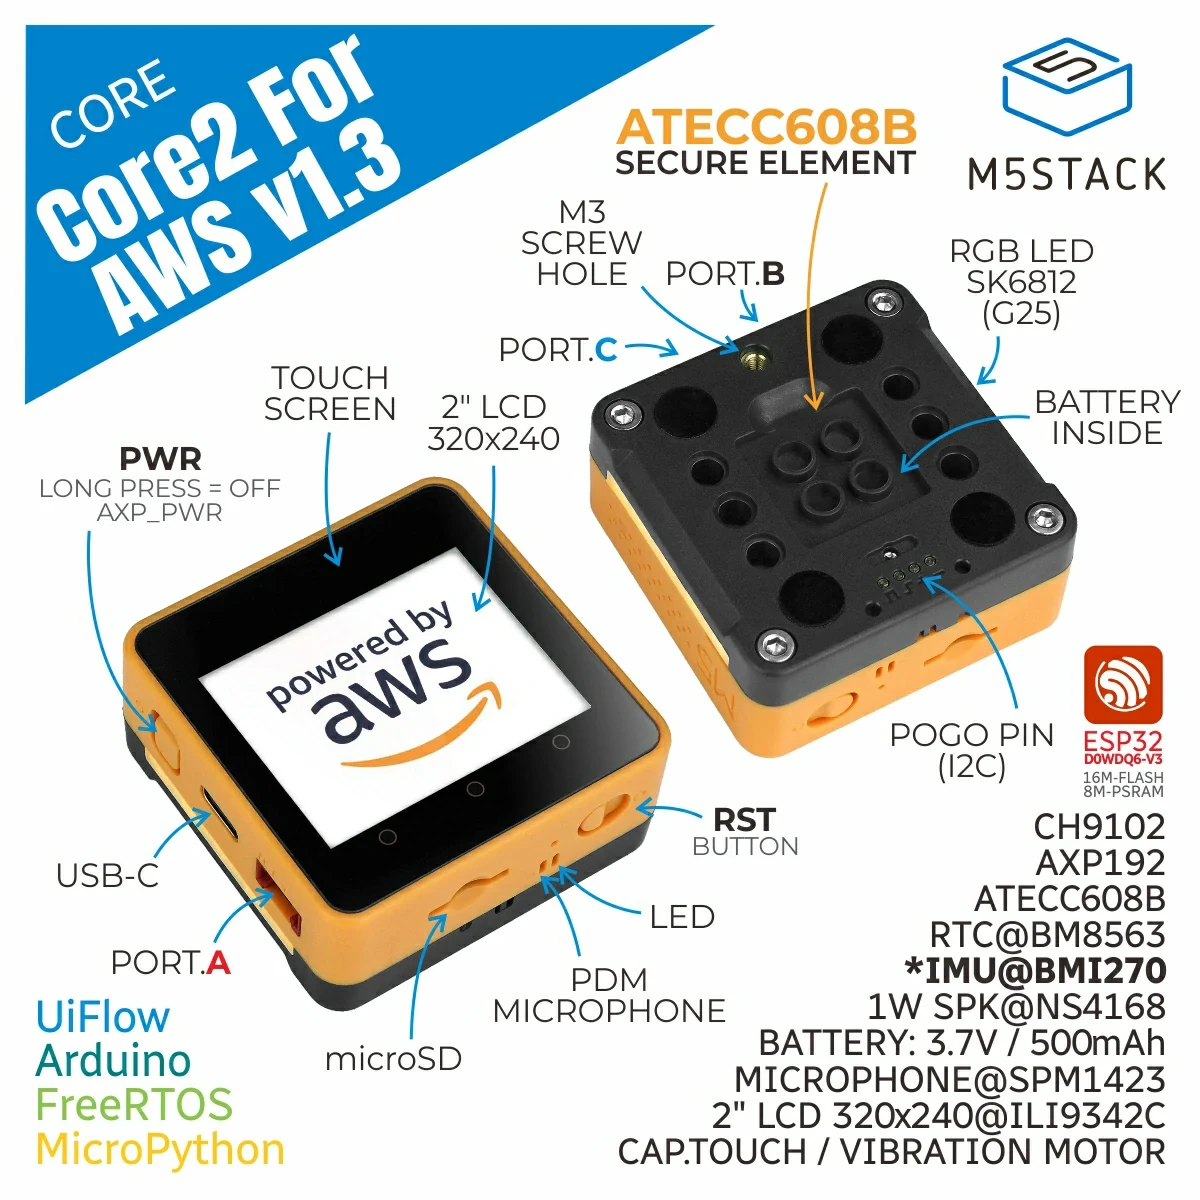 CORE
Core2 For
AWS v1.3
M5STACK
ATECC608B
SECURE ELEMENT
M3
SCREW
HOLE
PORT.B
PORT.C
RGB LED
SK6812
(G25)
BATTERY
INSIDE
TOUCH
SCREEN
2" LCD
320x240
PWR
LONG PRESS = OFF
AXP_PWR
powered by
aws
USB-C
PORT.A
microSD
PDM
MICROPHONE
LED
RST
BUTTON
POGO PIN
(I2C)
ESP32
D0WDQ6-V3
16M-FLASH
8M-PSRAM
CH9102
AXP192
ATECC608B
RTC@BM8563
*IMU@BMI270
1W SPK@NS4168
BATTERY: 3.7V / 500mAh
MICROPHONE@SPM1423
2" LCD 320x240@ILI9342C
CAP.TOUCH / VIBRATION MOTOR
UiFlow
Arduino
FreeRTOS
MicroPython